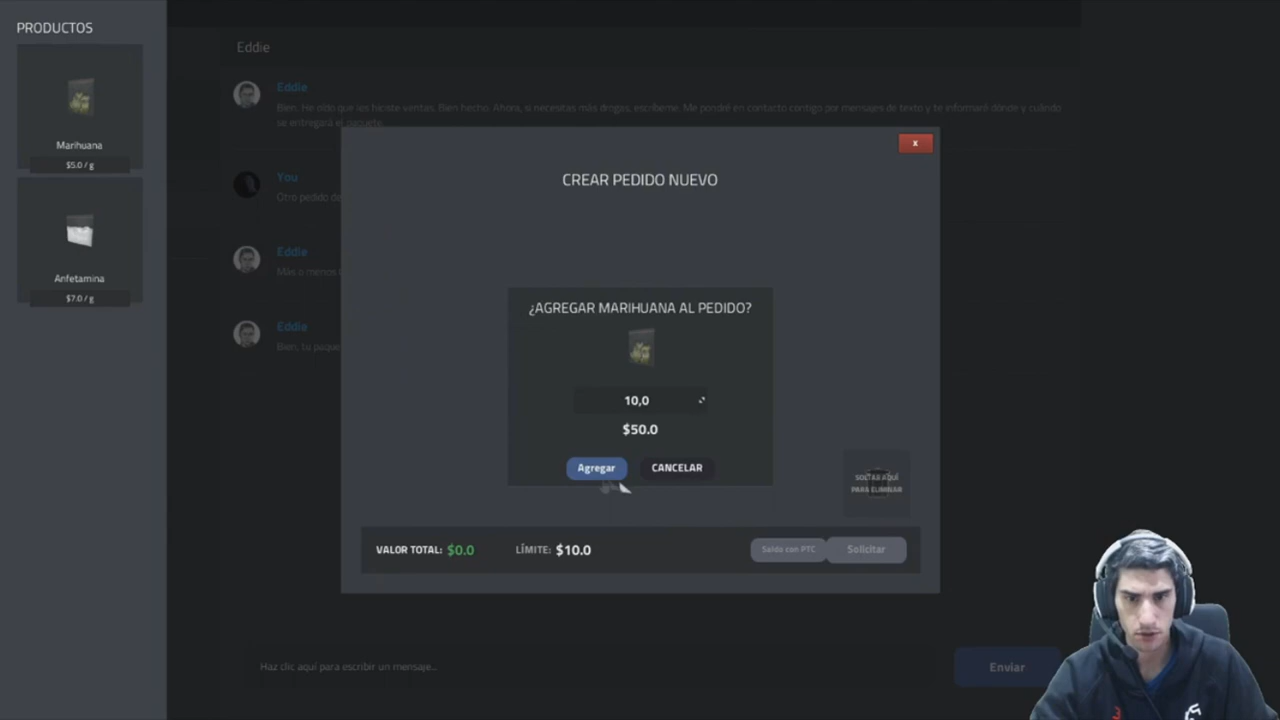 PRODUCTOS
Marihuana
$5.0 / g
Anfetamina
$7.0 / g
Eddie
Eddie
Bien. He oído que les hiciste ventas. Bien hecho. Ahora, si necesitas más drogas, escríbeme. Me pondré en contacto contigo por mensajes de texto y te informaré dónde y cuándo
se entregará el paquete.
You
Otro pedido de
Eddie
Más o menos
Eddie
Bien, tu paque
x
CREAR PEDIDO NUEVO
¿AGREGAR MARIHUANA AL PEDIDO?
10,0
$50.0
Agregar
CANCELAR
SOLTAR AQUÍ
PARA ELIMINAR
VALOR TOTAL: $0.0
LÍMITE: $10.0
Saldo con PTC
Solicitar
Haz clic aquí para escribir un mensaje...
Enviar